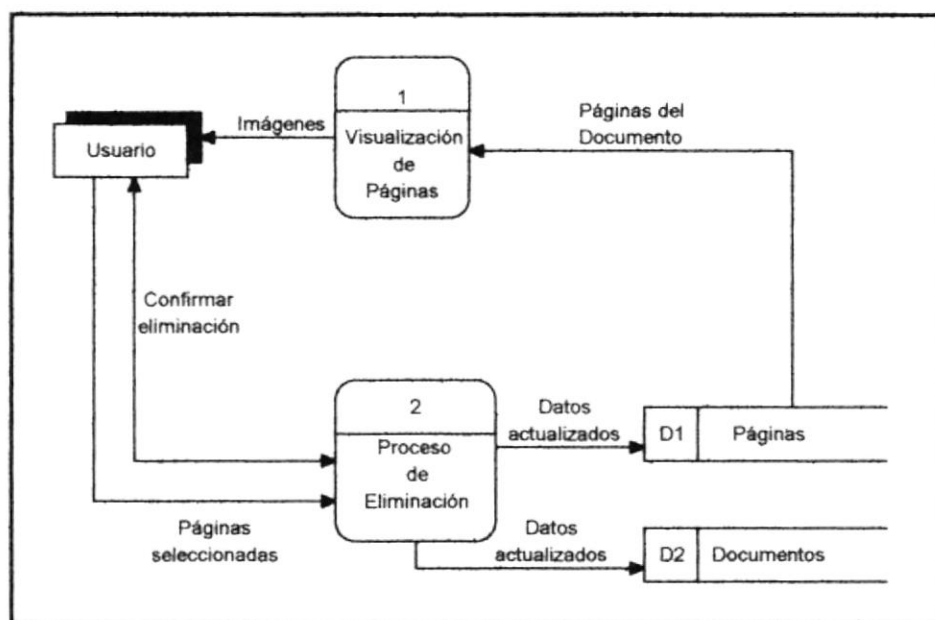 1
Visualización
de
Páginas
Imágenes
Usuario
Páginas del
Documento
Confirmar
eliminación
2
Proceso
de
Eliminación
Datos
actualizados
D1
Páginas
Páginas
seleccionadas
Datos
actualizados
D2
Documentos